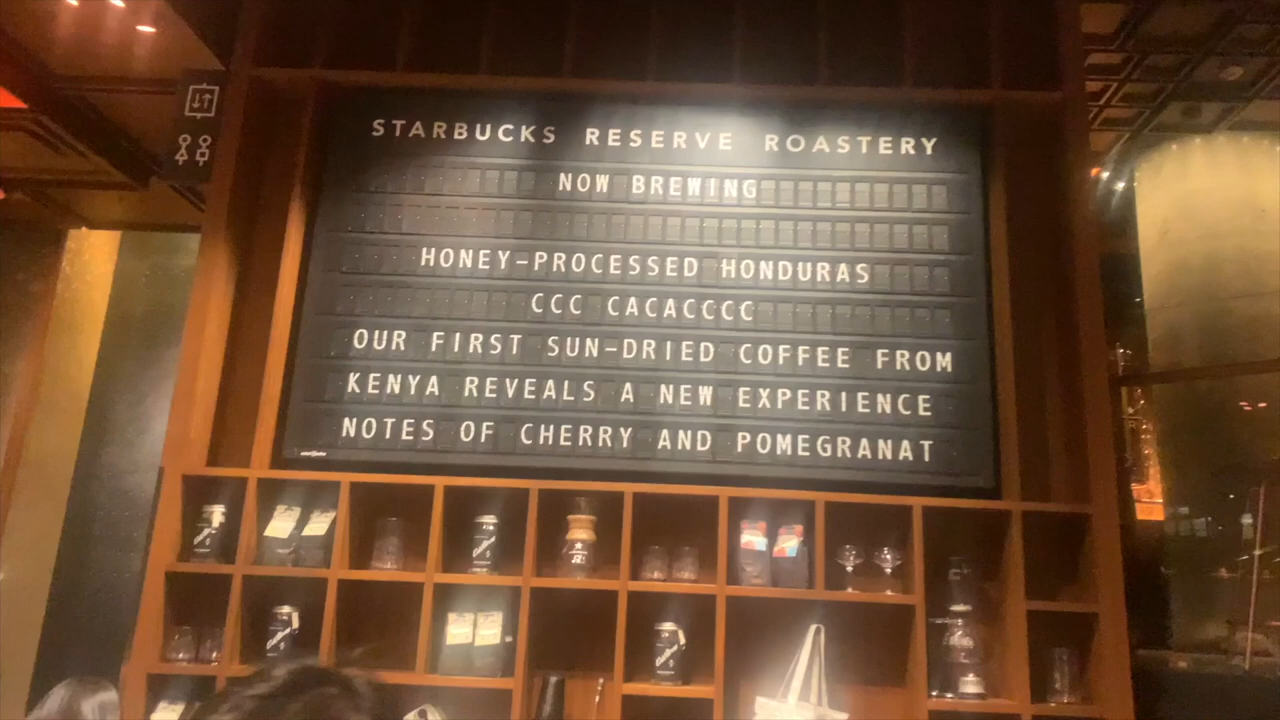 STARBUCKS RESERVE ROASTERY
NOW BREWING
HONEY-PROCESSED HONDURAS
CCC CACACCCC
OUR FIRST SUN-DRIED COFFEE FROM
KENYA REVEALS A NEW EXPERIENCE
NOTES OF CHERRY AND POMEGRANAT